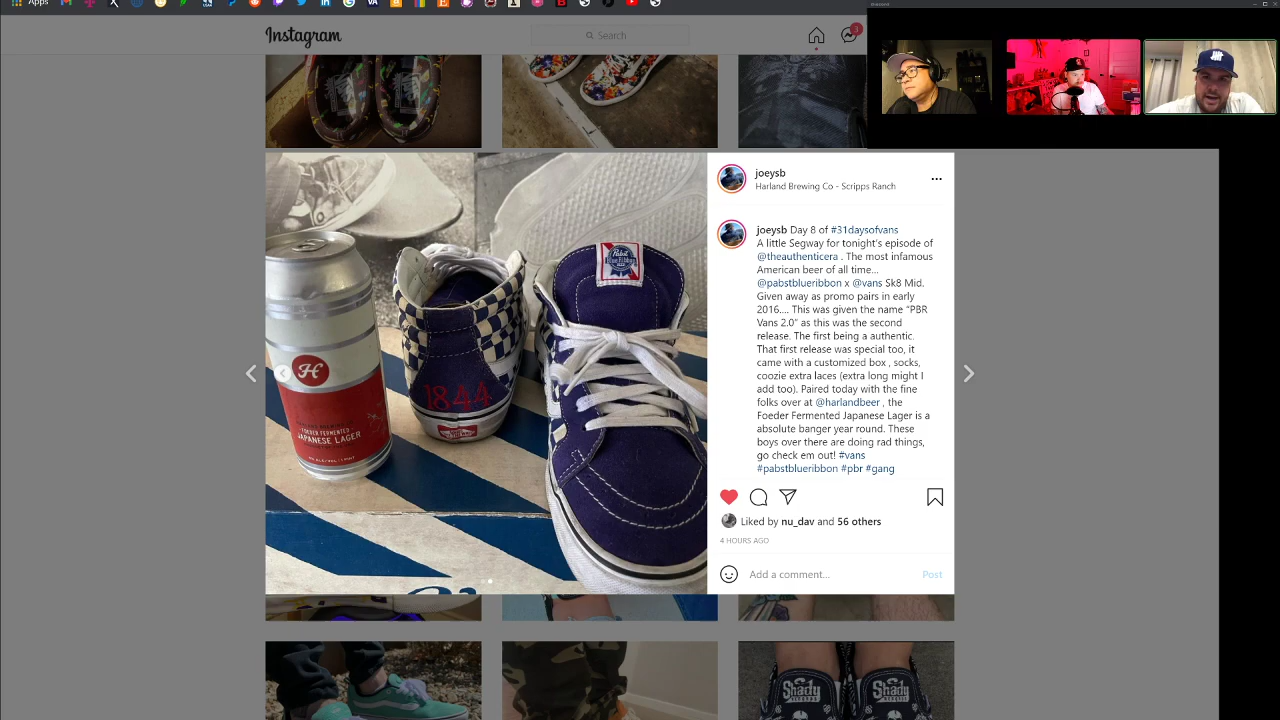 Apps
Instagram
Search
3
joeysb
Harland Brewing Co - Scripps Ranch
joeysb Day 8 of #31daysofvans
A little Segway for tonight's episode of
@theauthenticera . The most infamous
American beer of all time...
@pabstblueribbon x @vans Sk8 Mid.
Given away as promo pairs in early
2016.... This was given the name "PBR
Vans 2.0" as this was the second
release. The first being a authentic.
That first release was special too, it
came with a customized box , socks,
coozie extra laces (extra long might I
add too). Paired today with the fine
folks over at @harlandbeer , the
Foeder Fermented Japanese Lager is a
absolute banger year round. These
boys over there are doing rad things,
go check em out! #vans
#pabstblueribbon #pbr #gang
Liked by nu_dav and 56 others
4 HOURS AGO
Add a comment...
Post
Pabst
Blue Ribbon
1844
H
FOEDER FERMENTED
JAPANESE LAGER
Shady
Shady